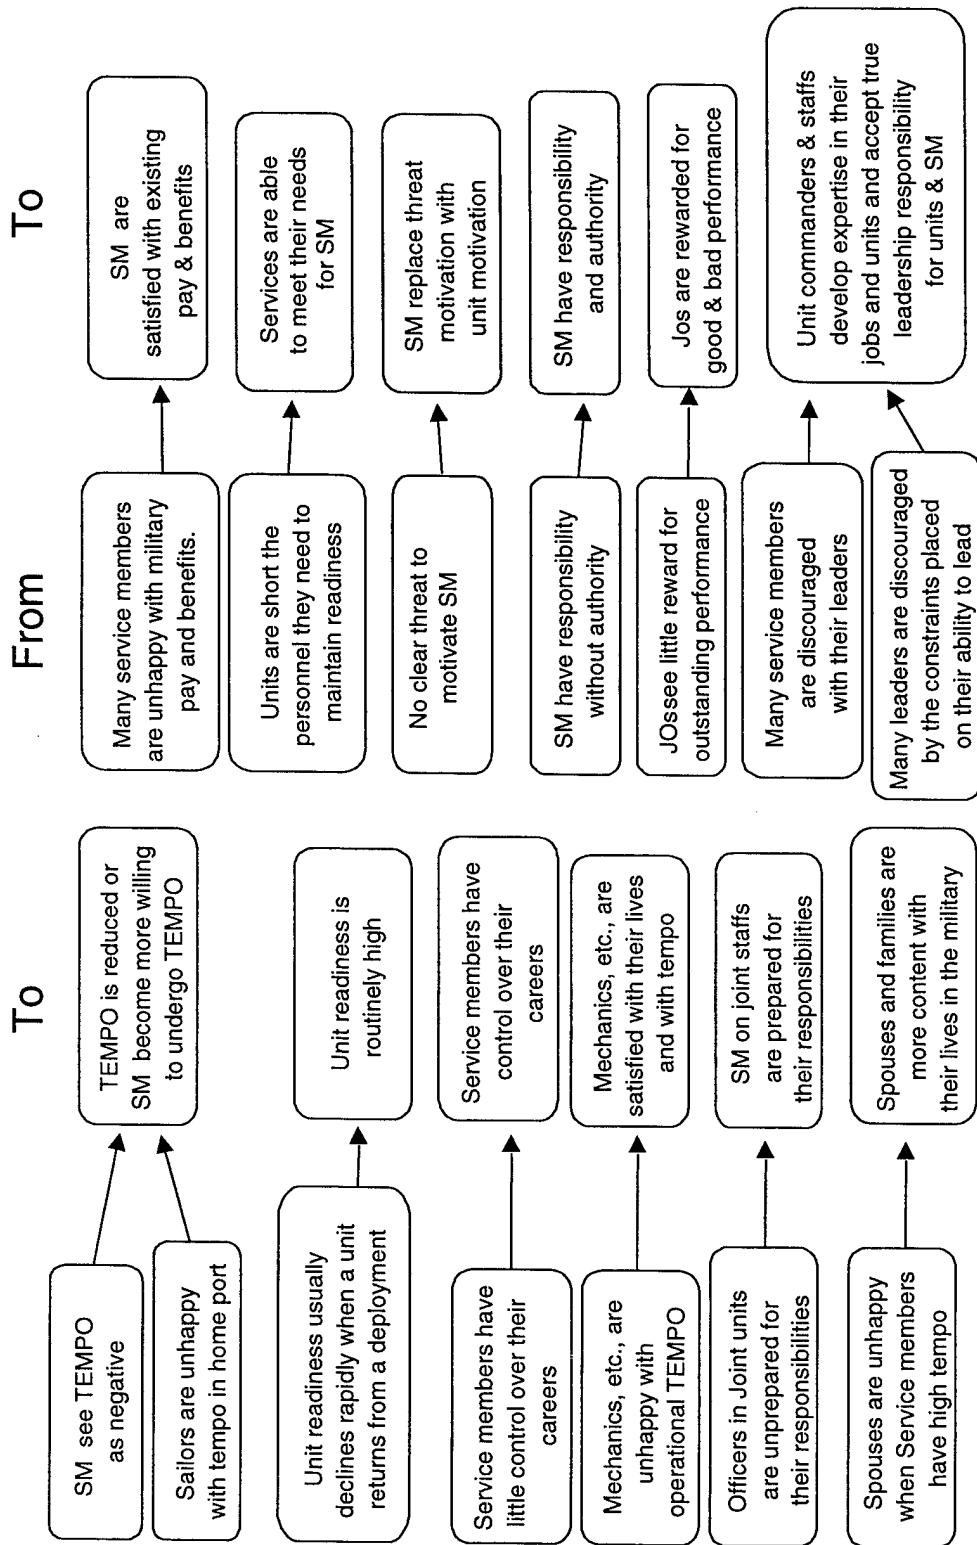 To
SM see TEMPO
as negative
Sailors are unhappy
with tempo in home port
TEMPO is reduced or
SM become more willing
to undergo TEMPO
Unit readiness usually
declines rapidly when a unit
returns from a deployment
Unit readiness is
routinely high
Service members have
little control over their
careers
Service members have
control over their
careers
Mechanics, etc., are
unhappy with
operational TEMPO
Mechanics, etc., are
satisfied with their lives
and with tempo
Officers in Joint units
are unprepared for
their responsibilities
SM on joint staffs
are prepared for
their responsibilities
Spouses are unhappy
when Service members
have high tempo
Spouses and families are
more content with
their lives in the military
From
To
Many service members
are unhappy with military
pay and benefits.
SM are
satisfied with existing
pay & benefits
Units are short the
personnel they need to
maintain readiness
Services are able
to meet their needs
for SM
No clear threat to
motivate SM
SM replace threat
motivation with
unit motivation
SM have responsibility
without authority
SM have responsibility
and authority
JOssee little reward for
outstanding performance
Jos are rewarded for
good & bad performance
Many service members
are discouraged
with their leaders
Many leaders are discouraged
by the constraints placed
on their ability to lead
Unit commanders & staffs
develop expertise in their
jobs and units and accept true
leadership responsibility
for units & SM